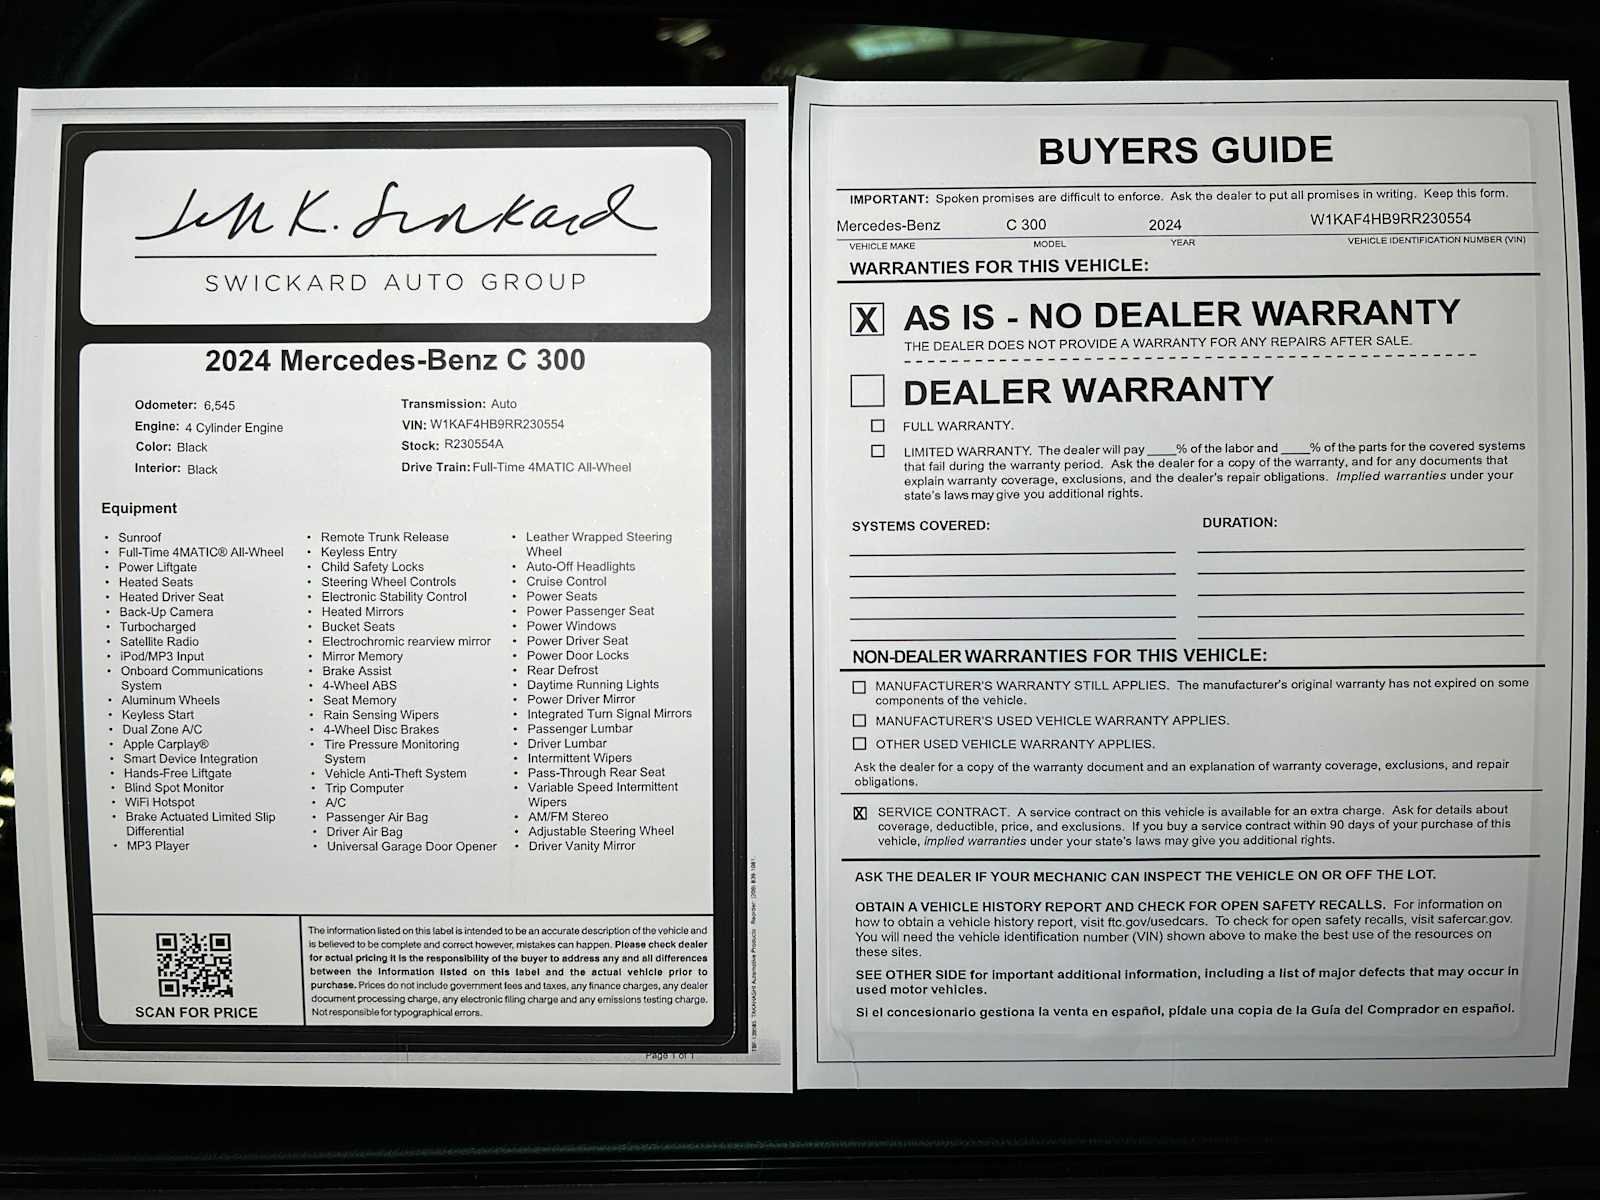 Jeff K. Swickard
SWICKARD AUTO GROUP
2024 Mercedes-Benz C 300
Odometer: 6,545
Engine: 4 Cylinder Engine
Color: Black
Interior: Black
Transmission: Auto
VIN: W1KAF4HB9RR230554
Stock: R230554A
Drive Train: Full-Time 4MATIC All-Wheel
Equipment
• Sunroof
• Full-Time 4MATIC® All-Wheel
• Power Liftgate
• Heated Seats
• Heated Driver Seat
• Back-Up Camera
• Turbocharged
• Satellite Radio
• iPod/MP3 Input
• Onboard Communications
System
• Aluminum Wheels
• Keyless Start
• Dual Zone A/C
• Apple Carplay®
• Smart Device Integration
• Hands-Free Liftgate
• Blind Spot Monitor
• WiFi Hotspot
• Brake Actuated Limited Slip
Differential
• MP3 Player
• Remote Trunk Release
• Keyless Entry
• Child Safety Locks
• Steering Wheel Controls
• Electronic Stability Control
• Heated Mirrors
• Bucket Seats
• Electrochromic rearview mirror
• Mirror Memory
• Brake Assist
• 4-Wheel ABS
• Seat Memory
• Rain Sensing Wipers
• 4-Wheel Disc Brakes
• Tire Pressure Monitoring
System
• Vehicle Anti-Theft System
• Trip Computer
• A/C
• Passenger Air Bag
• Driver Air Bag
• Universal Garage Door Opener
• Leather Wrapped Steering
Wheel
• Auto-Off Headlights
• Cruise Control
• Power Seats
• Power Passenger Seat
• Power Windows
• Power Driver Seat
• Power Door Locks
• Rear Defrost
• Daytime Running Lights
• Power Driver Mirror
• Integrated Turn Signal Mirrors
• Passenger Lumbar
• Driver Lumbar
• Intermittent Wipers
• Pass-Through Rear Seat
• Variable Speed Intermittent
Wipers
• AM/FM Stereo
• Adjustable Steering Wheel
• Driver Vanity Mirror
SCAN FOR PRICE
The information listed on this label is intended to be an accurate description of the vehicle and
is believed to be complete and correct however, mistakes can happen. Please check dealer
for actual pricing it is the responsibility of the buyer to address any and all differences
between the information listed on this label and the actual vehicle prior to
purchase. Prices do not include government fees and taxes, any finance charges, any dealer
document processing charge, any electronic filing charge and any emissions testing charge.
Not responsible for typographical errors.
TAKAHASHI Automotive Products Reorder:
Page 1 of 1
BUYERS GUIDE
IMPORTANT: Spoken promises are difficult to enforce. Ask the dealer to put all promises in writing. Keep this form.
Mercedes-Benz C 300 2024 W1KAF4HB9RR230554
VEHICLE MAKE MODEL YEAR VEHICLE IDENTIFICATION NUMBER (VIN)
WARRANTIES FOR THIS VEHICLE:
X AS IS - NO DEALER WARRANTY
THE DEALER DOES NOT PROVIDE A WARRANTY FOR ANY REPAIRS AFTER SALE.
DEALER WARRANTY
FULL WARRANTY.
LIMITED WARRANTY. The dealer will pay ____% of the labor and ____% of the parts for the covered systems
that fail during the warranty period. Ask the dealer for a copy of the warranty, and for any documents that
explain warranty coverage, exclusions, and the dealer's repair obligations. Implied warranties under your
state's laws may give you additional rights.
SYSTEMS COVERED: DURATION:
NON-DEALER WARRANTIES FOR THIS VEHICLE:
MANUFACTURER'S WARRANTY STILL APPLIES. The manufacturer's original warranty has not expired on some
components of the vehicle.
MANUFACTURER'S USED VEHICLE WARRANTY APPLIES.
OTHER USED VEHICLE WARRANTY APPLIES.
Ask the dealer for a copy of the warranty document and an explanation of warranty coverage, exclusions, and repair
obligations.
X SERVICE CONTRACT. A service contract on this vehicle is available for an extra charge. Ask for details about
coverage, deductible, price, and exclusions. If you buy a service contract within 90 days of your purchase of this
vehicle, implied warranties under your state's laws may give you additional rights.
ASK THE DEALER IF YOUR MECHANIC CAN INSPECT THE VEHICLE ON OR OFF THE LOT.
OBTAIN A VEHICLE HISTORY REPORT AND CHECK FOR OPEN SAFETY RECALLS. For information on
how to obtain a vehicle history report, visit ftc.gov/usedcars. To check for open safety recalls, visit safercar.gov.
You will need the vehicle identification number (VIN) shown above to make the best use of the resources on
these sites.
SEE OTHER SIDE for important additional information, including a list of major defects that may occur in
used motor vehicles.
Si el concesionario gestiona la venta en español, pídale una copia de la Guía del Comprador en español.